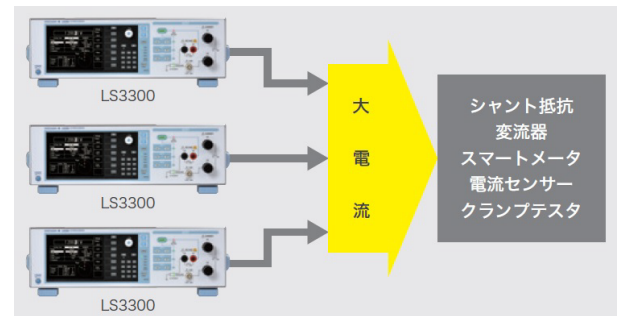 LS3300
LS3300
LS3300
大
電
流
シャント抵抗
変流器
スマートメータ
電流センサー
クランプテスタ